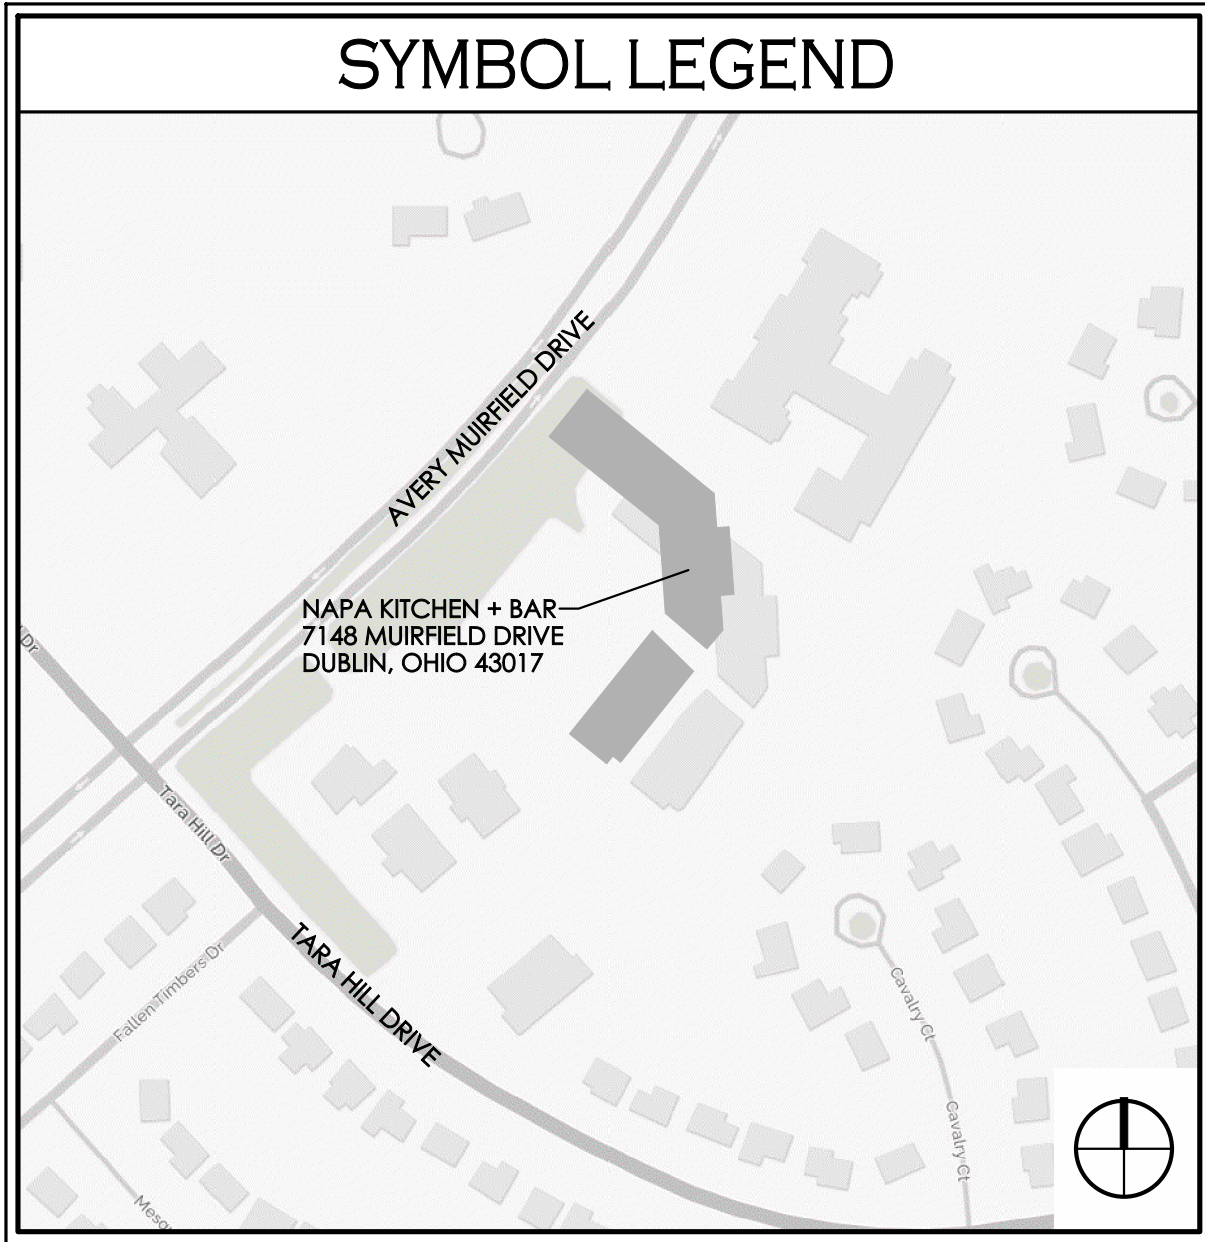 SYMBOL LEGEND
AVERY MUIRFIELD DRIVE
NAPA KITCHEN + BAR
7148 MUIRFIELD DRIVE
DUBLIN, OHIO 43017
Dr
Tara Hill Dr
TARA HILL DRIVE
Fallen Timbers Dr
Cavalry Ct
Cavalry Ct